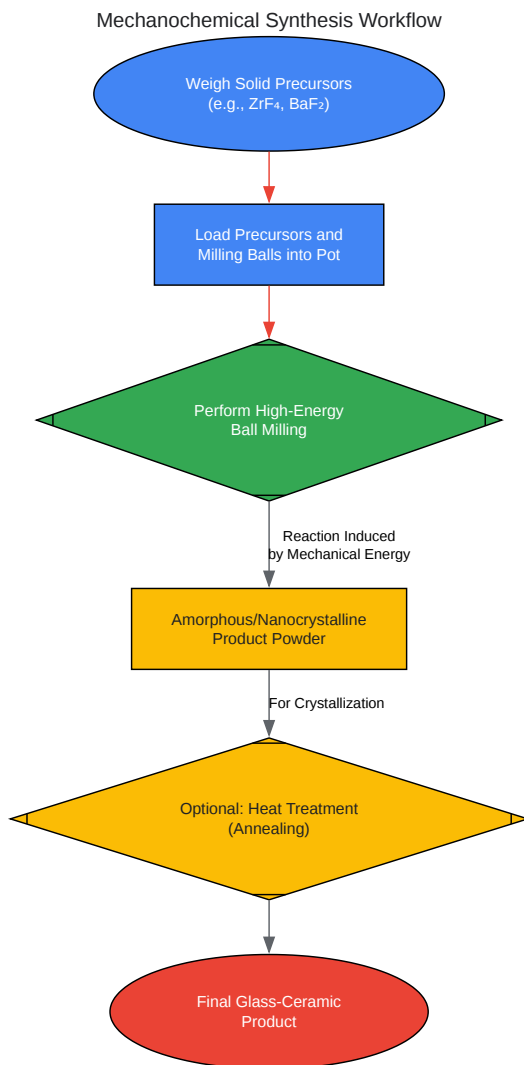 Mechanochemical Synthesis Workflow
Weigh Solid Precursors
(e.g., ZrF₄, BaF₂)
Load Precursors and
Milling Balls into Pot
Perform High-Energy
Ball Milling
Reaction Induced
by Mechanical Energy
Amorphous/Nanocrystalline
Product Powder
For Crystallization
Optional: Heat Treatment
(Annealing)
Final Glass-Ceramic
Product